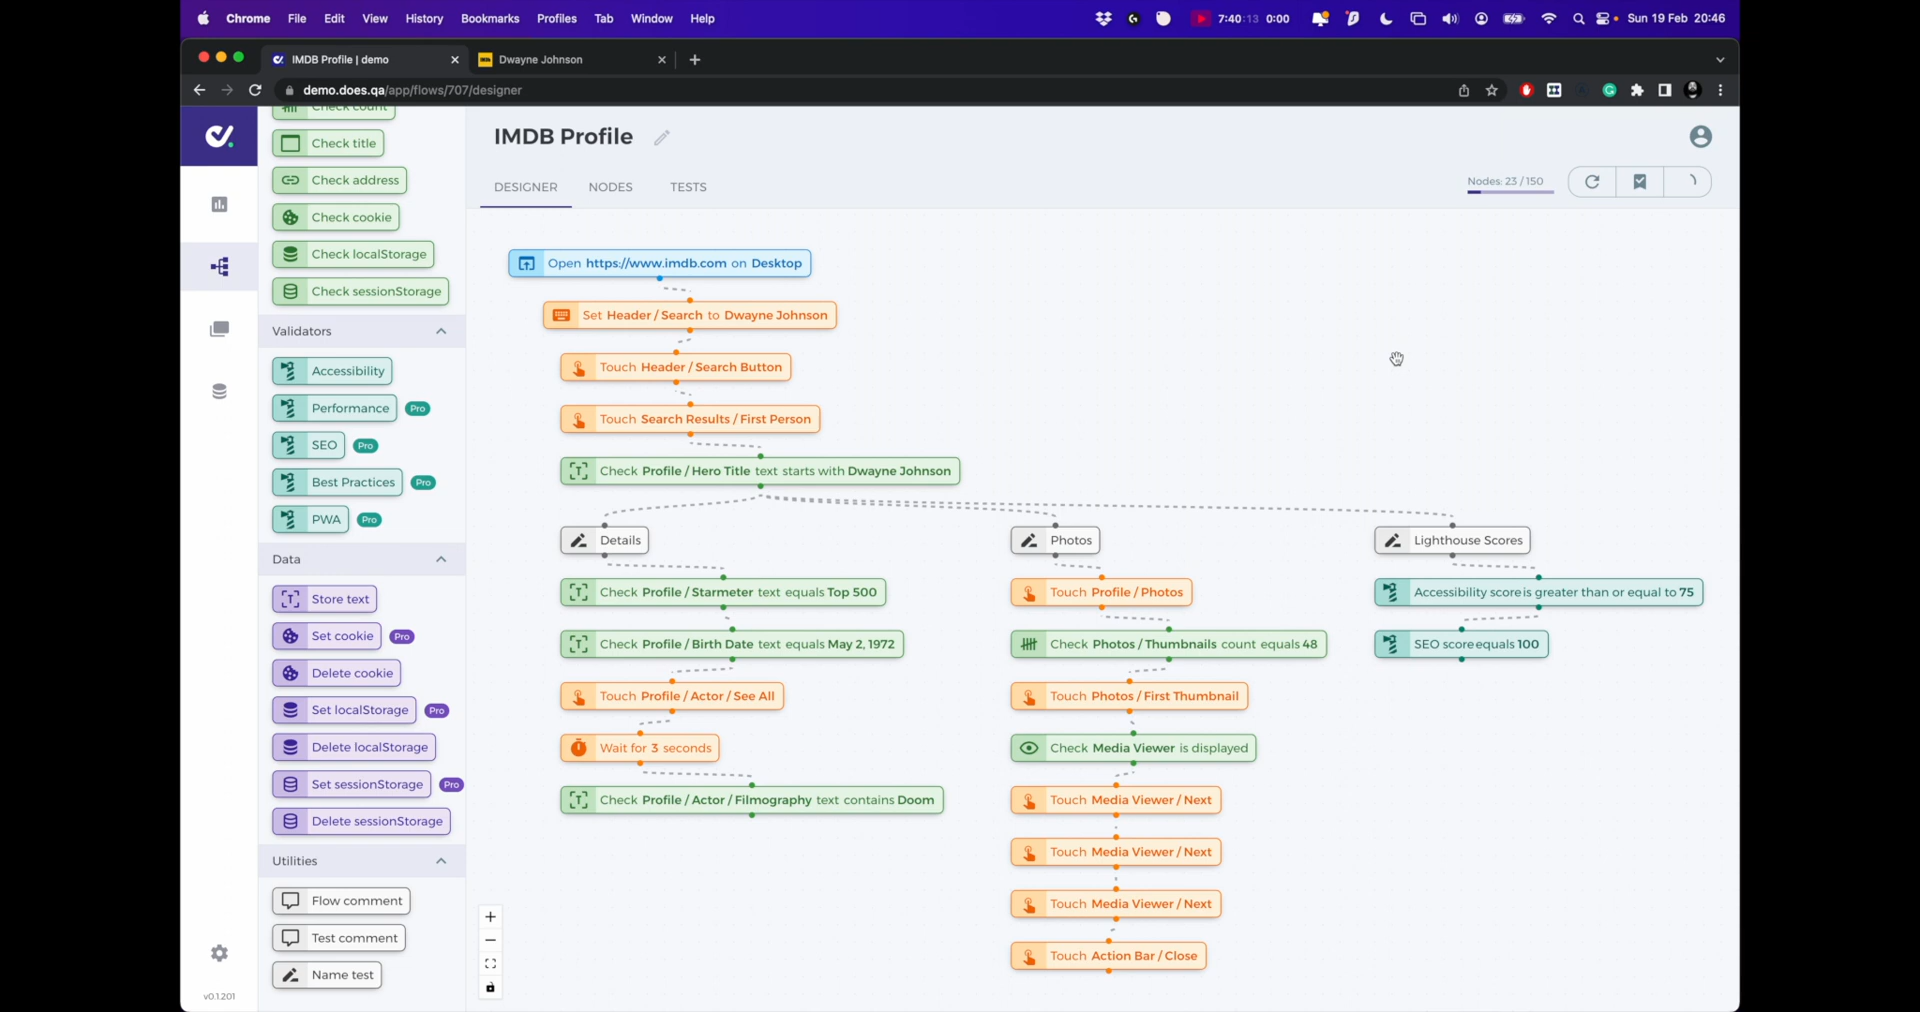 Chrome File Edit View History Bookmarks Profiles Tab Window Help 7:40:13 0:00 Sun 19 Feb 20:46
IMDB Profile | demo
Dwayne Johnson
demo.does.qa/app/flows/707/designer
Check count
Check title
Check address
Check cookie
Check localStorage
Check sessionStorage
Validators
Accessibility
Performance Pro
SEO Pro
Best Practices Pro
PWA Pro
Data
Store text
Set cookie Pro
Delete cookie
Set localStorage Pro
Delete localStorage
Set sessionStorage Pro
Delete sessionStorage
Utilities
Flow comment
Test comment
Name test
v0.1.201
IMDB Profile
DESIGNER NODES TESTS
Nodes: 23 / 150
Open https://www.imdb.com on Desktop
Set Header / Search to Dwayne Johnson
Touch Header / Search Button
Touch Search Results / First Person
Check Profile / Hero Title text starts with Dwayne Johnson
Details
Check Profile / Starmeter text equals Top 500
Check Profile / Birth Date text equals May 2, 1972
Touch Profile / Actor / See All
Wait for 3 seconds
Check Profile / Actor / Filmography text contains Doom
Photos
Touch Profile / Photos
Check Photos / Thumbnails count equals 48
Touch Photos / First Thumbnail
Check Media Viewer is displayed
Touch Media Viewer / Next
Touch Media Viewer / Next
Touch Media Viewer / Next
Touch Action Bar / Close
Lighthouse Scores
Accessibility score is greater than or equal to 75
SEO score equals 100